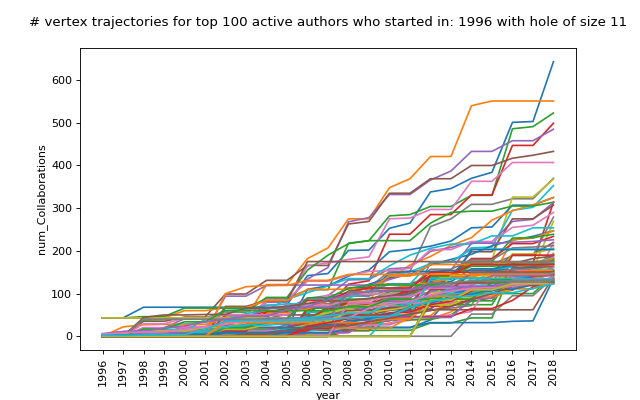 # vertex trajectories for top 100 active authors who started in: 1996 with hole of size 11
600
500
400
300
200
100
0
num_Collaborations
1996 1997 1998 1999 2000 2001 2002 2003 2004 2005 2006 2007 2008 2009 2010 2011 2012 2013 2014 2015 2016 2017 2018
year